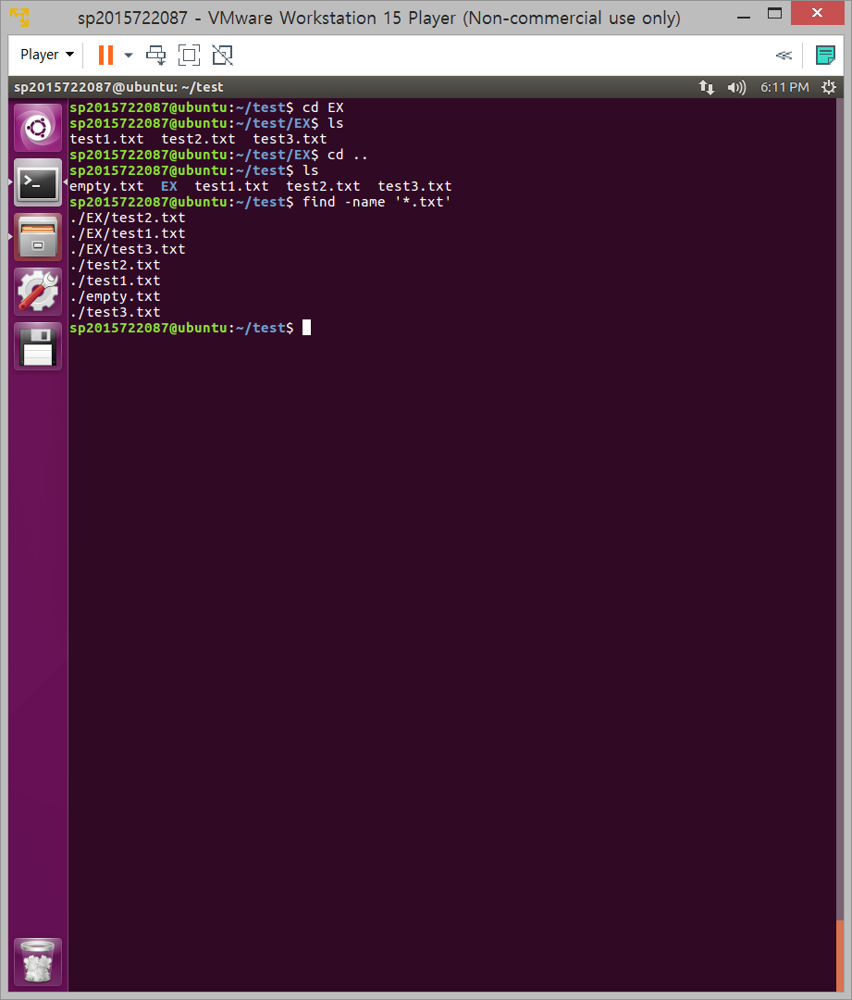 sp2015722087 - VMware Workstation 15 Player (Non-commercial use only)
Player
sp2015722087@ubuntu: ~/test
6:11 PM
sp2015722087@ubuntu:~/test$ cd EX
sp2015722087@ubuntu:~/test/EX$ ls
test1.txt  test2.txt  test3.txt
sp2015722087@ubuntu:~/test/EX$ cd ..
sp2015722087@ubuntu:~/test$ ls
empty.txt  EX  test1.txt  test2.txt  test3.txt
sp2015722087@ubuntu:~/test$ find -name '*.txt'
./EX/test2.txt
./EX/test1.txt
./EX/test3.txt
./test2.txt
./test1.txt
./empty.txt
./test3.txt
sp2015722087@ubuntu:~/test$